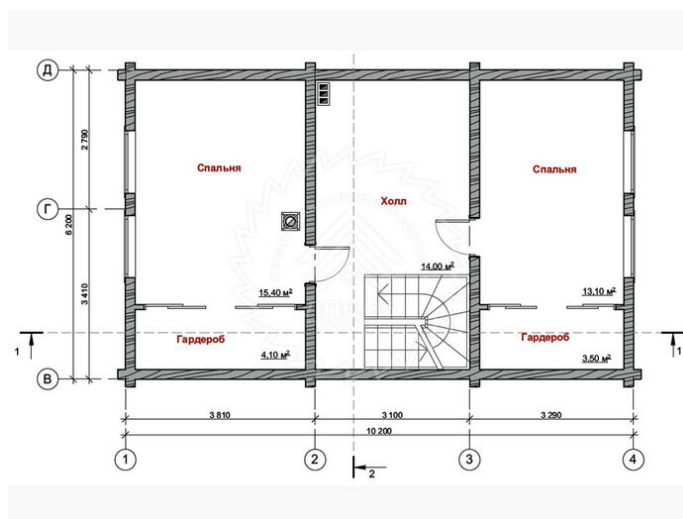 Д
2 790
Спальня
Спальня
Холл
Г
6 200
3 410
14,00 м²
15,40 м²
13,10 м²
Гардероб
Гардероб
1
1
4,10 м²
3,50 м²
В
3 810
3 100
3 290
10 200
1
2
3
4
2